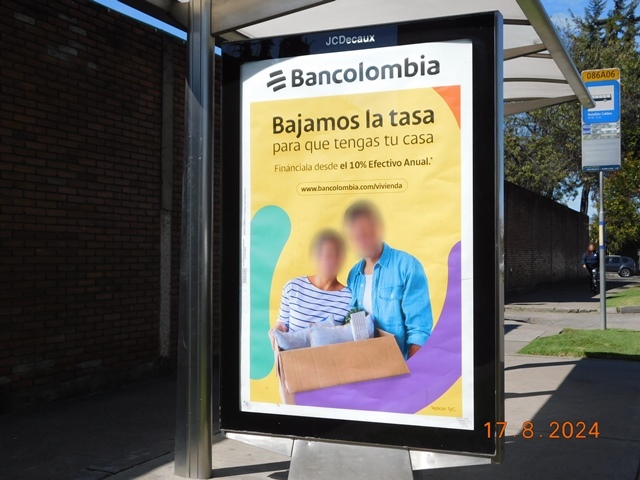 JCDecaux
Bancolombia
Bajamos la tasa
para que tengas tu casa
Fináncialo desde el 10% Efectivo Anual.*
www.bancolombia.com/vivienda
086A06
17 8 2024